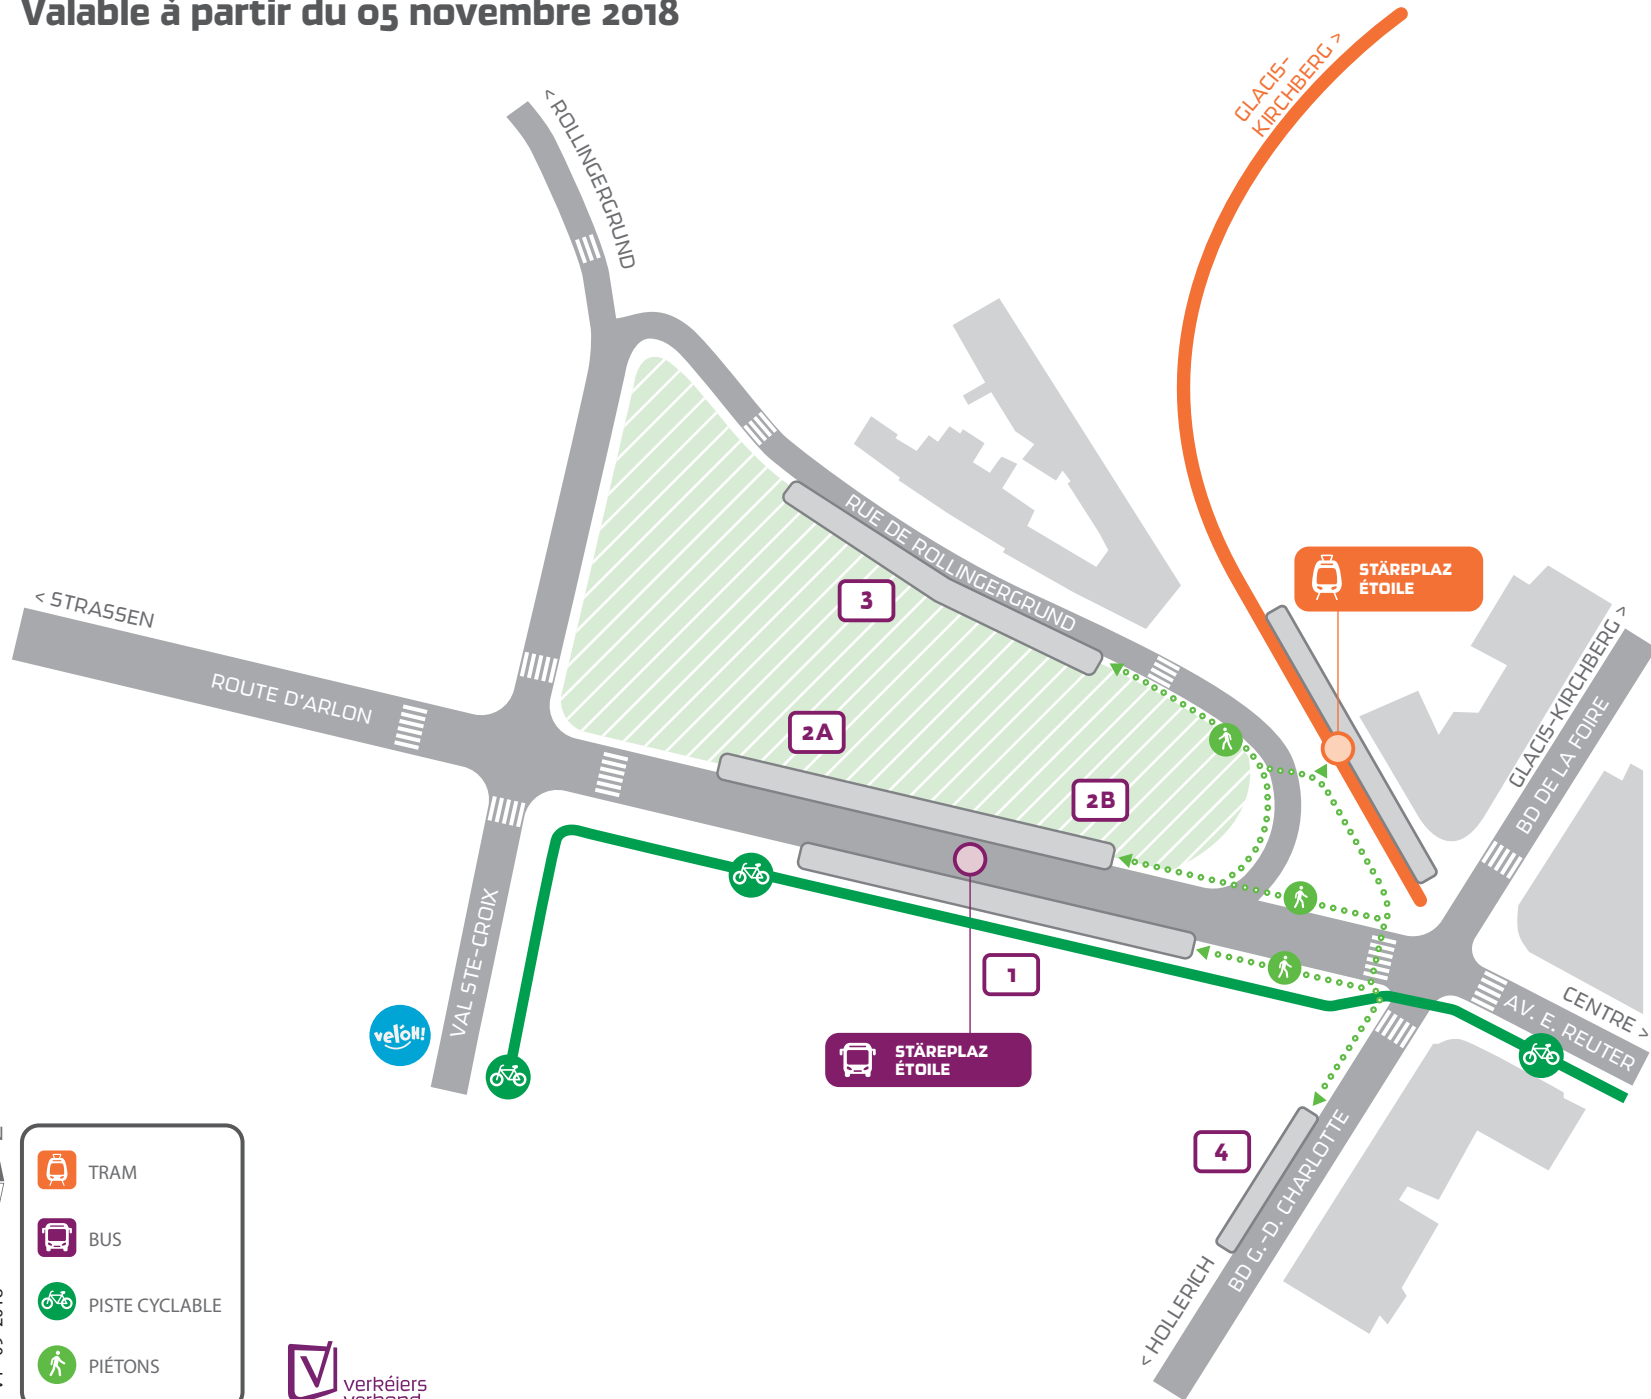 Valable à partir du 05 novembre 2018
GLACIS-
KIRCHBERG >
< ROLLINGERGRUND
RUE DE ROLLINGERGRUND
STÄREPLAZ
ÉTOILE
< STRASSEN
ROUTE D'ARLON
3
2A
2B
1
4
GLACIS-KIRCHBERG >
BD DE LA FOIRE
CENTRE >
AV. E. REUTER
VAL STE-CROIX
vel'oH!
STÄREPLAZ
ÉTOILE
BD G.-D. CHARLOTTE
< HOLLERICH
TRAM
BUS
PISTE CYCLABLE
PIÉTONS
verkéiers
verbond